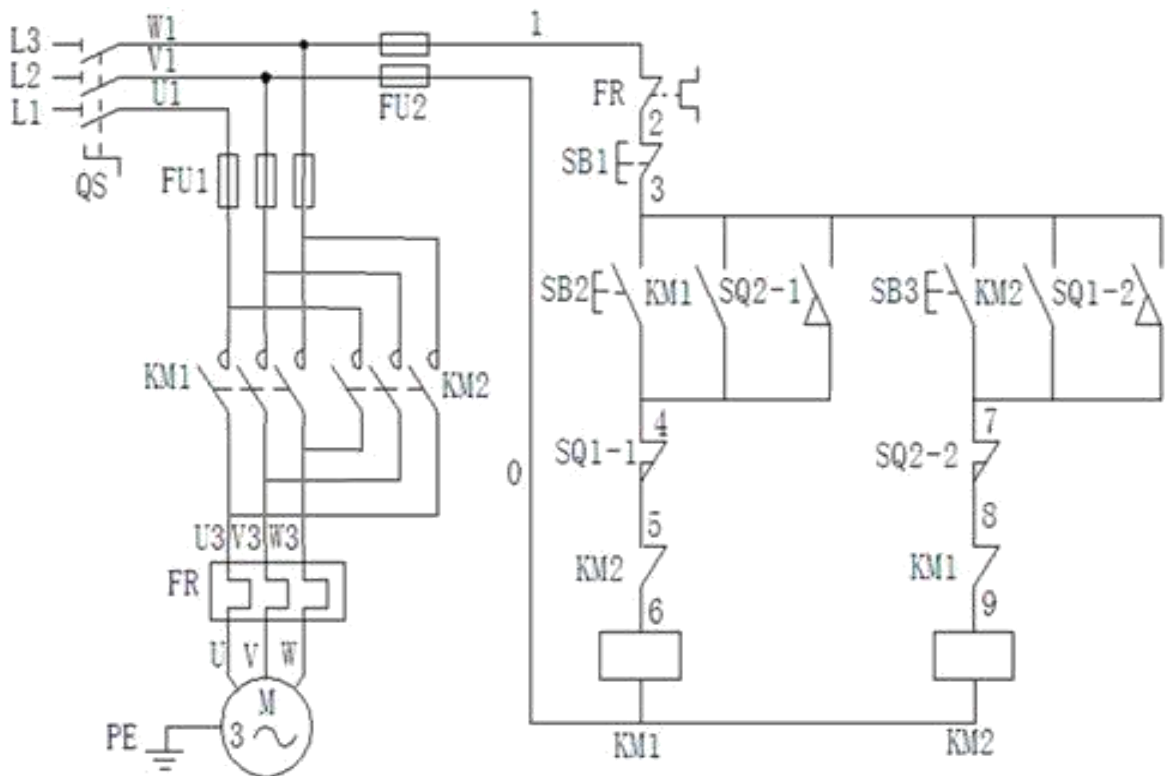 L3 W1 1
L2 V1
L1 U1 FU2 FR
2
QS FU1 SB1
3
SB2 KM1 SQ2-1 SB3 KM2 SQ1-2
KM1 KM2
4 7
SQ1-1 SQ2-2
0
5 8
U3 V3 W3
KM2 KM1
FR
6 9
U V W
M
3
PE
KM1 KM2